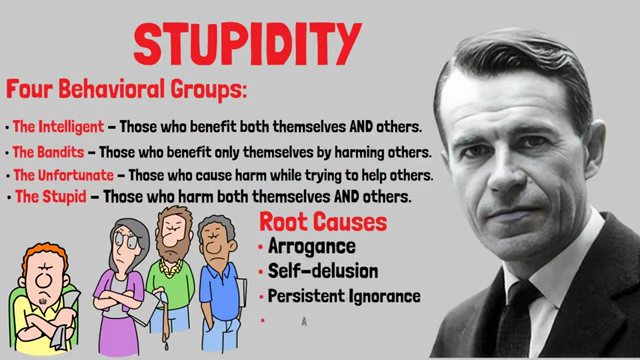 STUPIDITY
Four Behavioral Groups:
• The Intelligent – Those who benefit both themselves AND others.
• The Bandits – Those who benefit only themselves by harming others.
• The Unfortunate – Those who cause harm while trying to help others.
• The Stupid – Those who harm both themselves AND others.
Root Causes
• Arrogance
• Self-delusion
• Persistent Ignorance
• A